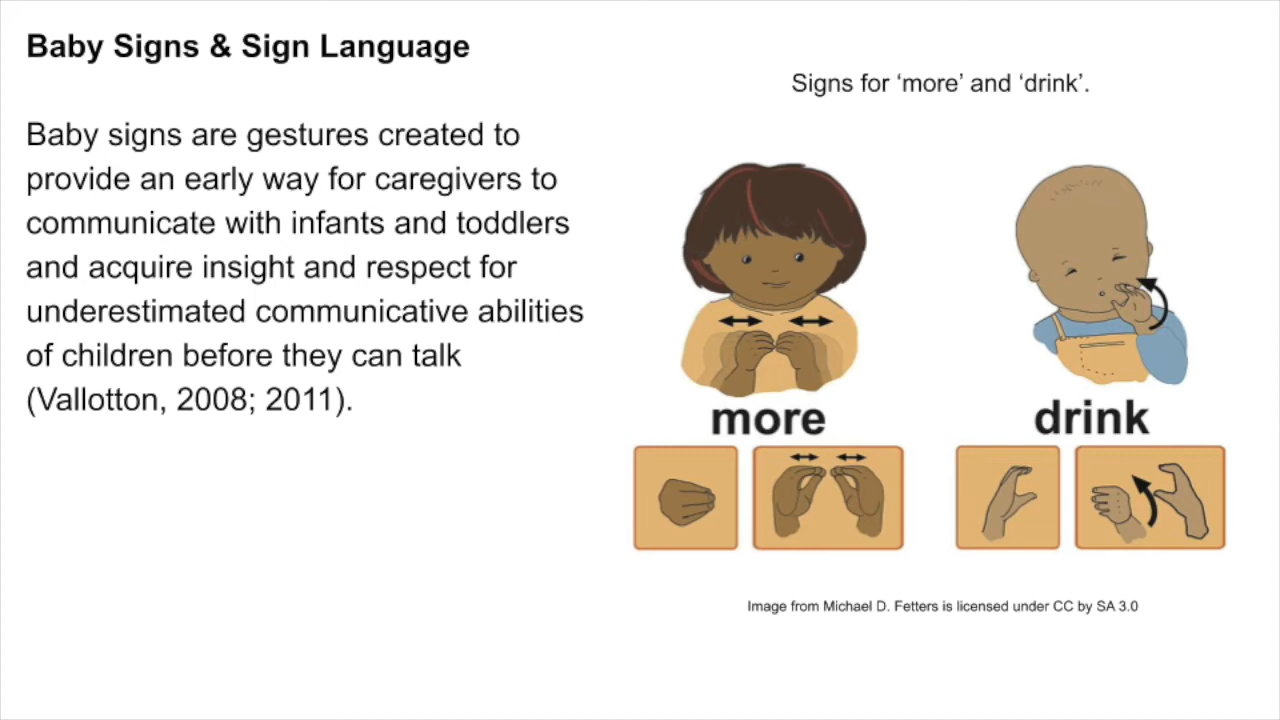 Baby Signs & Sign Language
Baby signs are gestures created to
provide an early way for caregivers to
communicate with infants and toddlers
and acquire insight and respect for
underestimated communicative abilities
of children before they can talk
(Vallotton, 2008; 2011).
Signs for ‘more’ and ‘drink’.
more
drink
Image from Michael D. Fetters is licensed under CC by SA 3.0